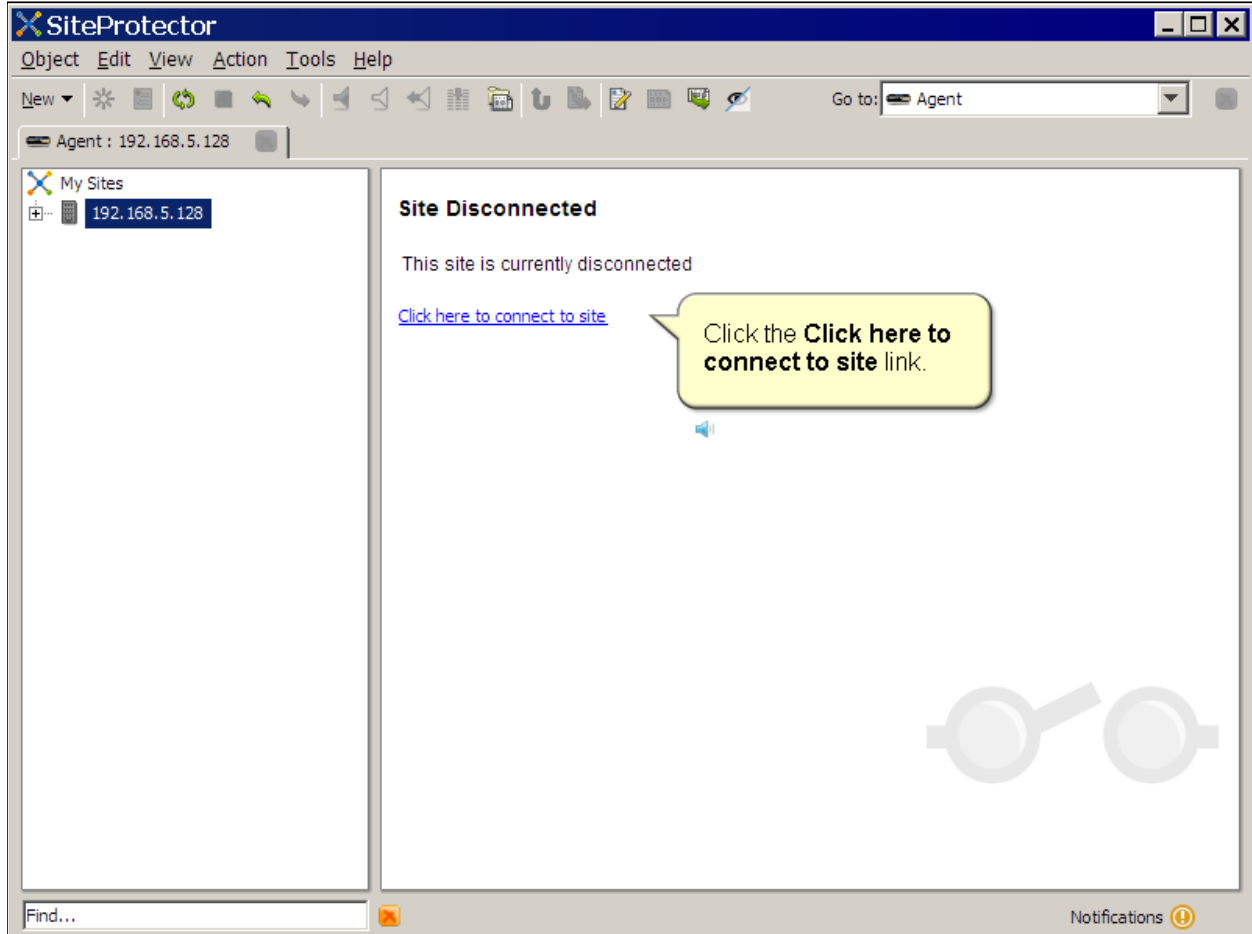 SiteProtector
Object Edit View Action Tools Help
New Go to: Agent
Agent : 192.168.5.128
My Sites
192.168.5.128
Site Disconnected
This site is currently disconnected
Click here to connect to site
Click the Click here to
connect to site link.
Find...
Notifications